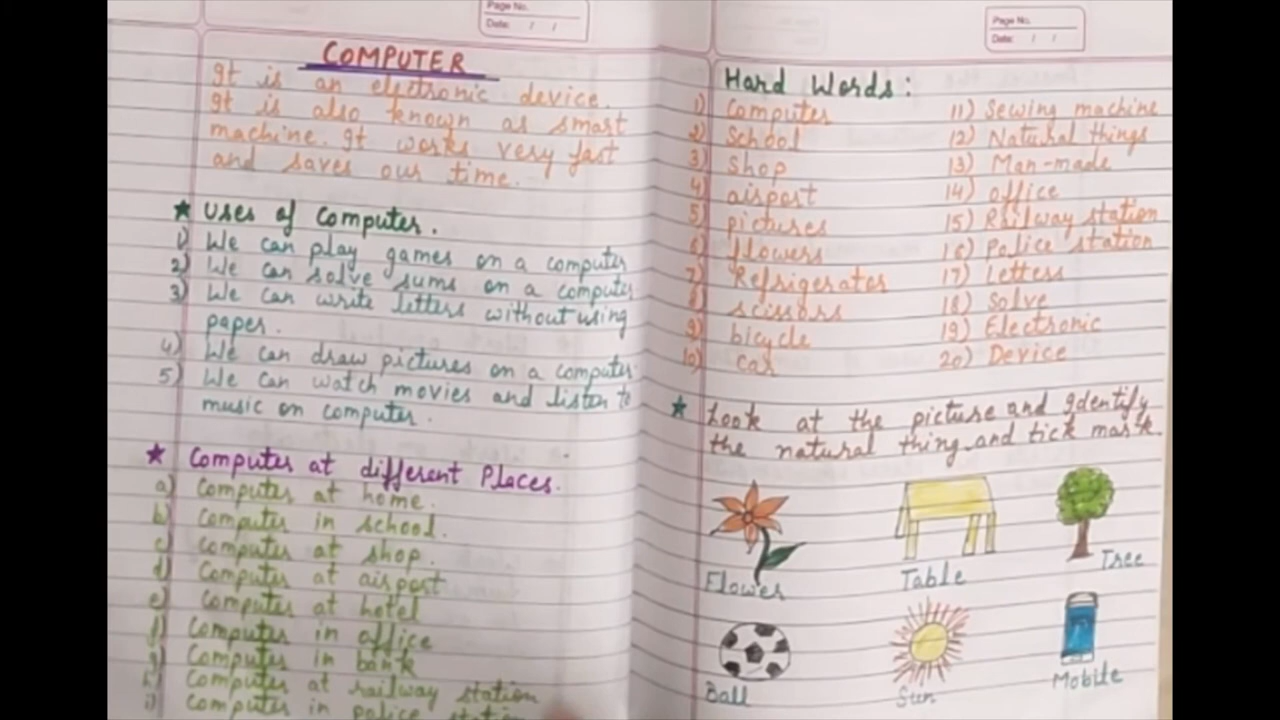 Page No.
Date: / /
COMPUTER
It is an electronic device.
It is also known as smart
machine. It works very fast
and saves our time.
★ Uses of Computer.
1) We can play games on a computer
2) We can solve sums on a computer
3) We can write letters without using
paper.
4) We can draw pictures on a computer
5) We can watch movies and listen to
music on computer.
★ Computer at different Places.
a) Computer at home.
b) Computer in school.
c) Computer at shop.
d) Computer at airport
e) Computer at hotel
f) Computer in office
g) Computer in bank
h) Computer at railway station
i) Computer in police station
Page No.
Date: / /
Hard Words:
1) Computer
2) School
3) Shop
4) airport
5) pictures
6) flowers
7) Refrigerator
8) scissors
9) bicycle
10) Car
11) Sewing machine
12) Natural things
13) Man-made
14) office
15) Railway station
16) Police station
17) Letters
18) Solve
19) Electronic
20) Device
★ Look at the picture and Identify
the natural thing and tick mark.
Flower
Table
Tree
Ball
Sun
Mobile